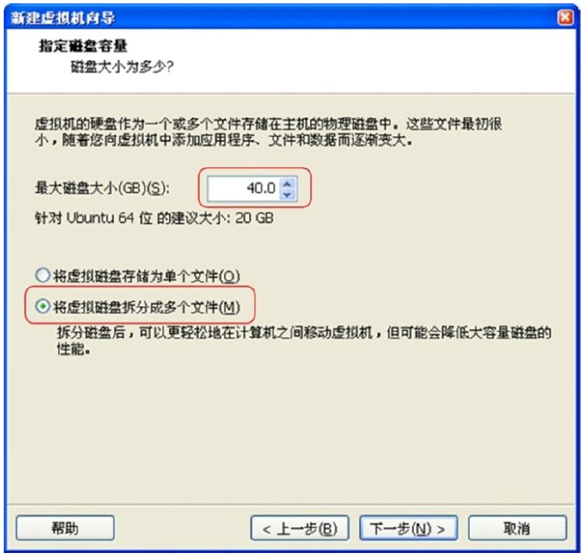 新建虚拟机向导
指定磁盘容量
磁盘大小为多少?
虚拟机的硬盘作为一个或多个文件存储在主机的物理磁盘中。这些文件最初很
小，随着您向虚拟机中添加应用程序、文件和数据而逐渐变大。
最大磁盘大小(GB)(S): 40.0
针对 Ubuntu 64 位 的建议大小: 20 GB
将虚拟磁盘存储为单个文件(O)
将虚拟磁盘拆分成多个文件(M)
拆分磁盘后，可以更轻松地在计算机之间移动虚拟机，但可能会降低大容量磁盘的
性能。
帮助 < 上一步(B) 下一步(N) > 取消